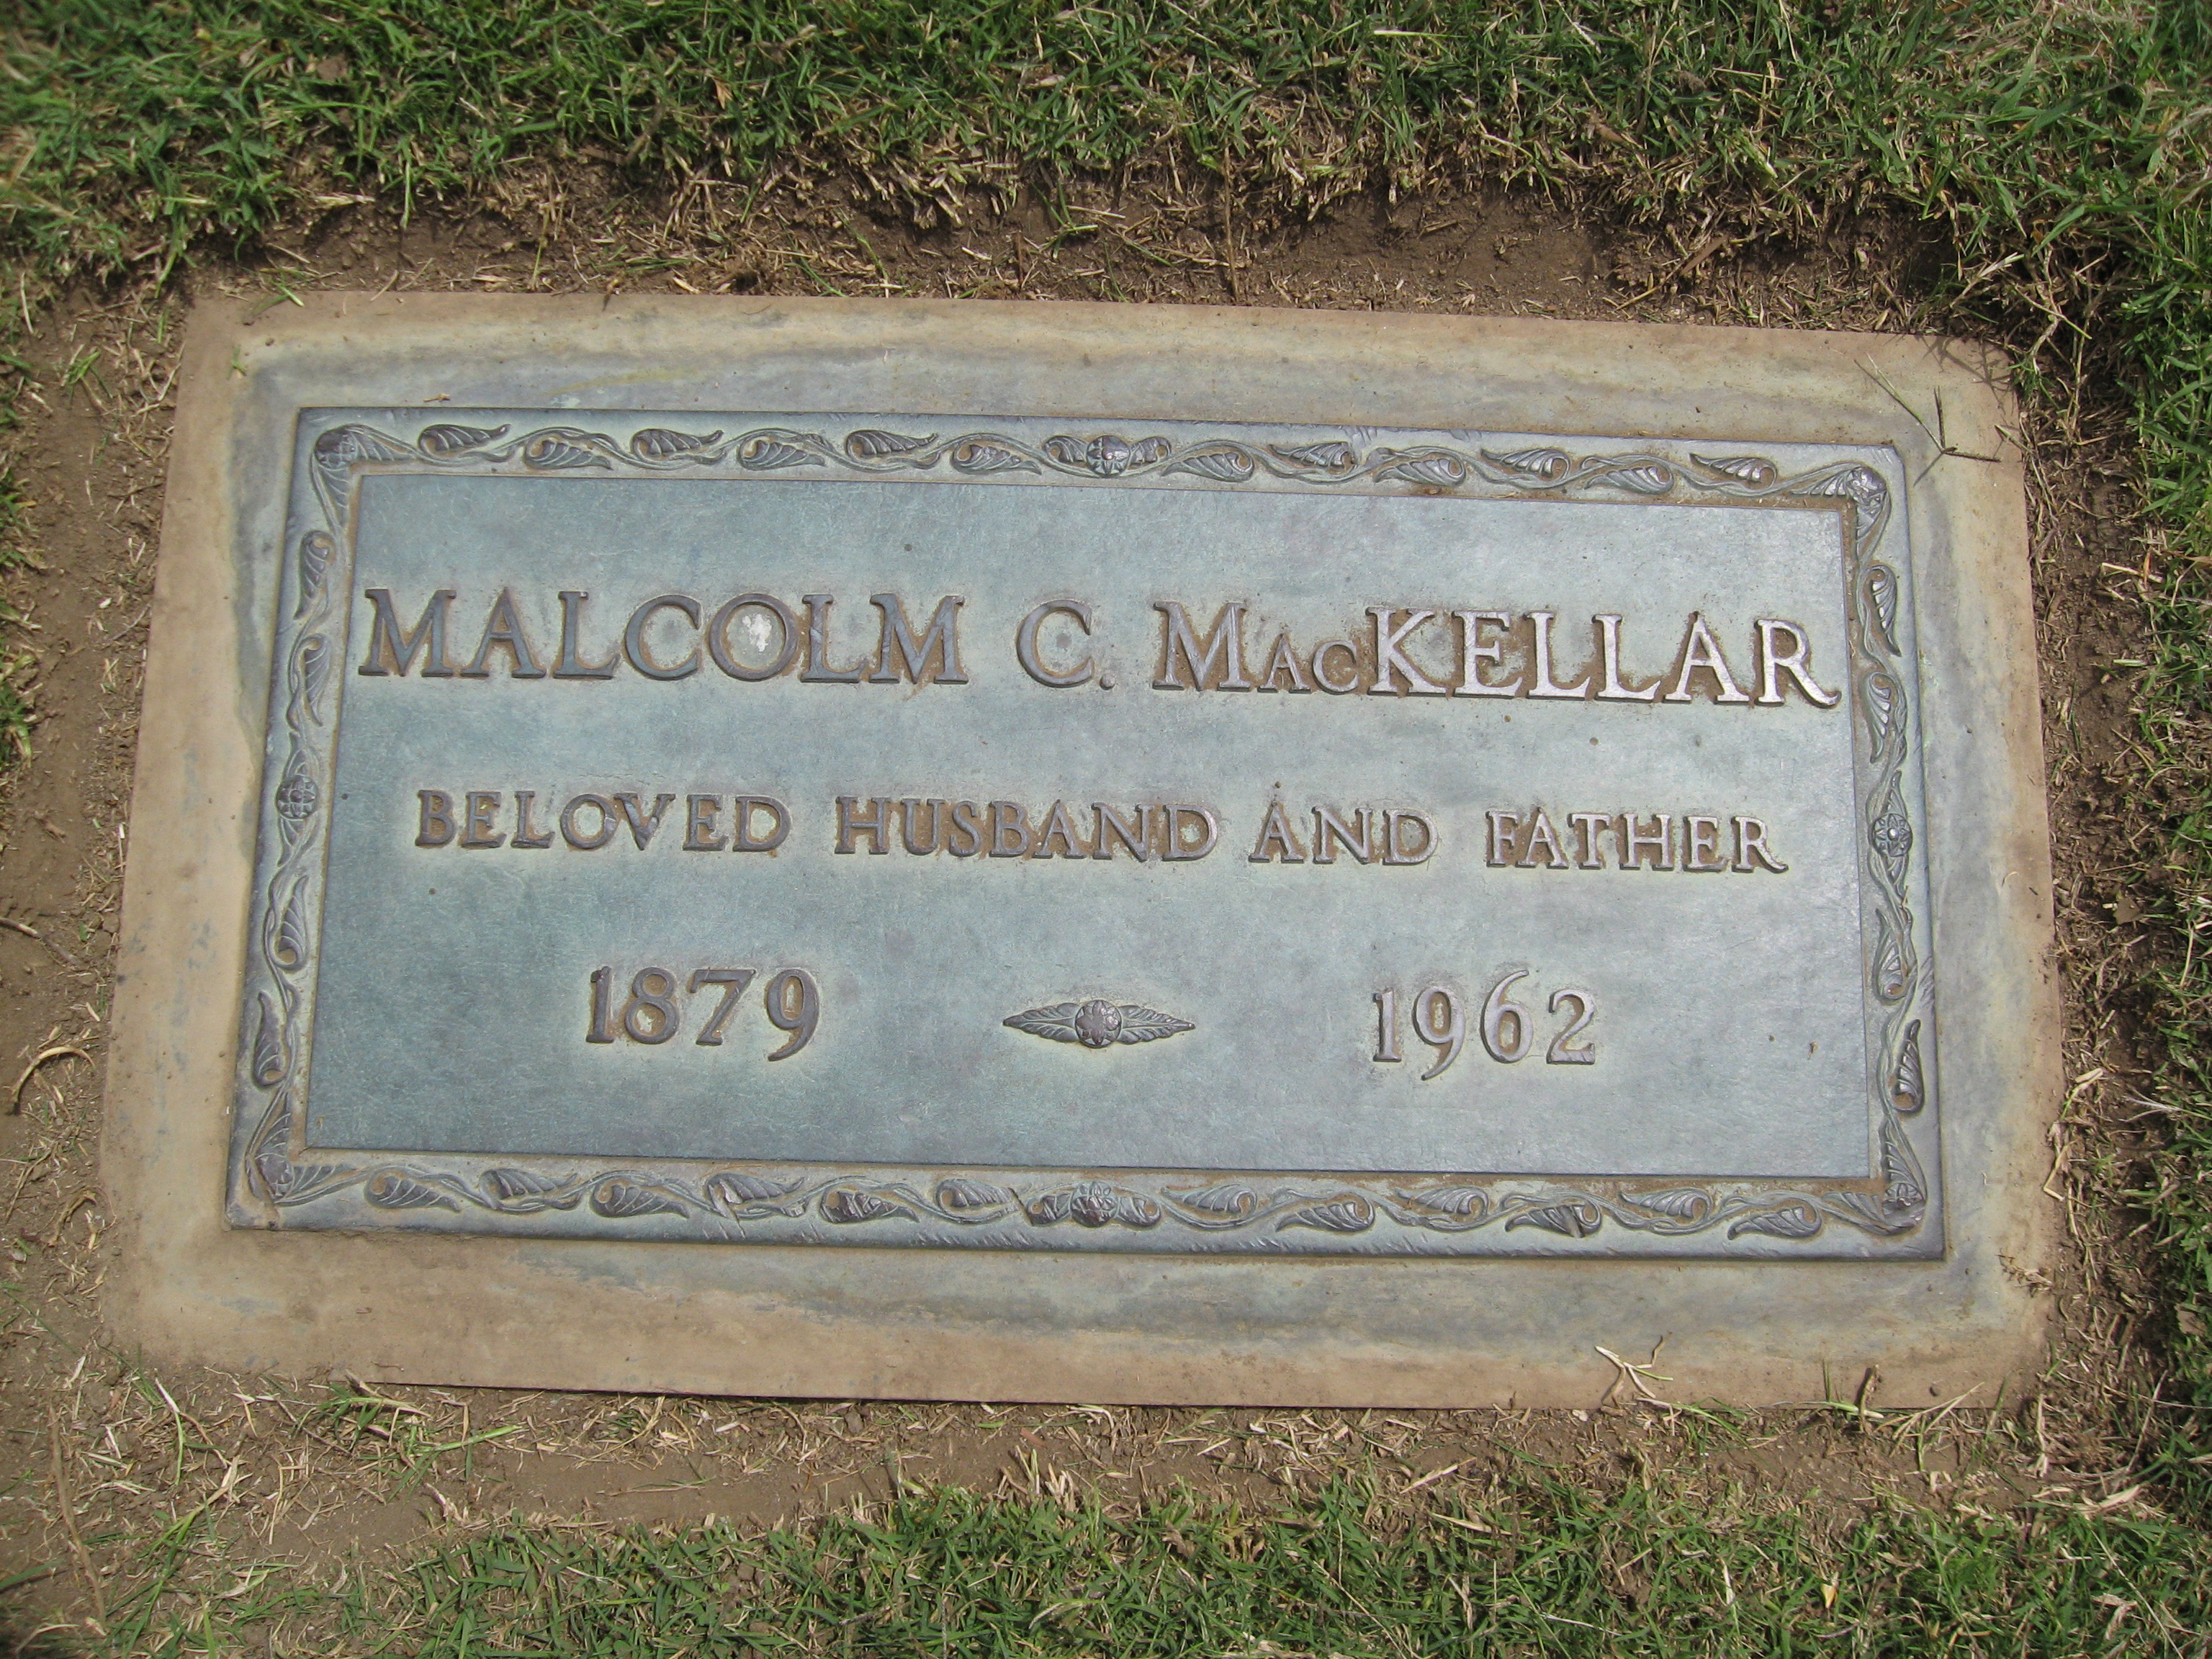 MALCOLM C. MacKELLAR
BELOVED HUSBAND AND FATHER
1879 1962